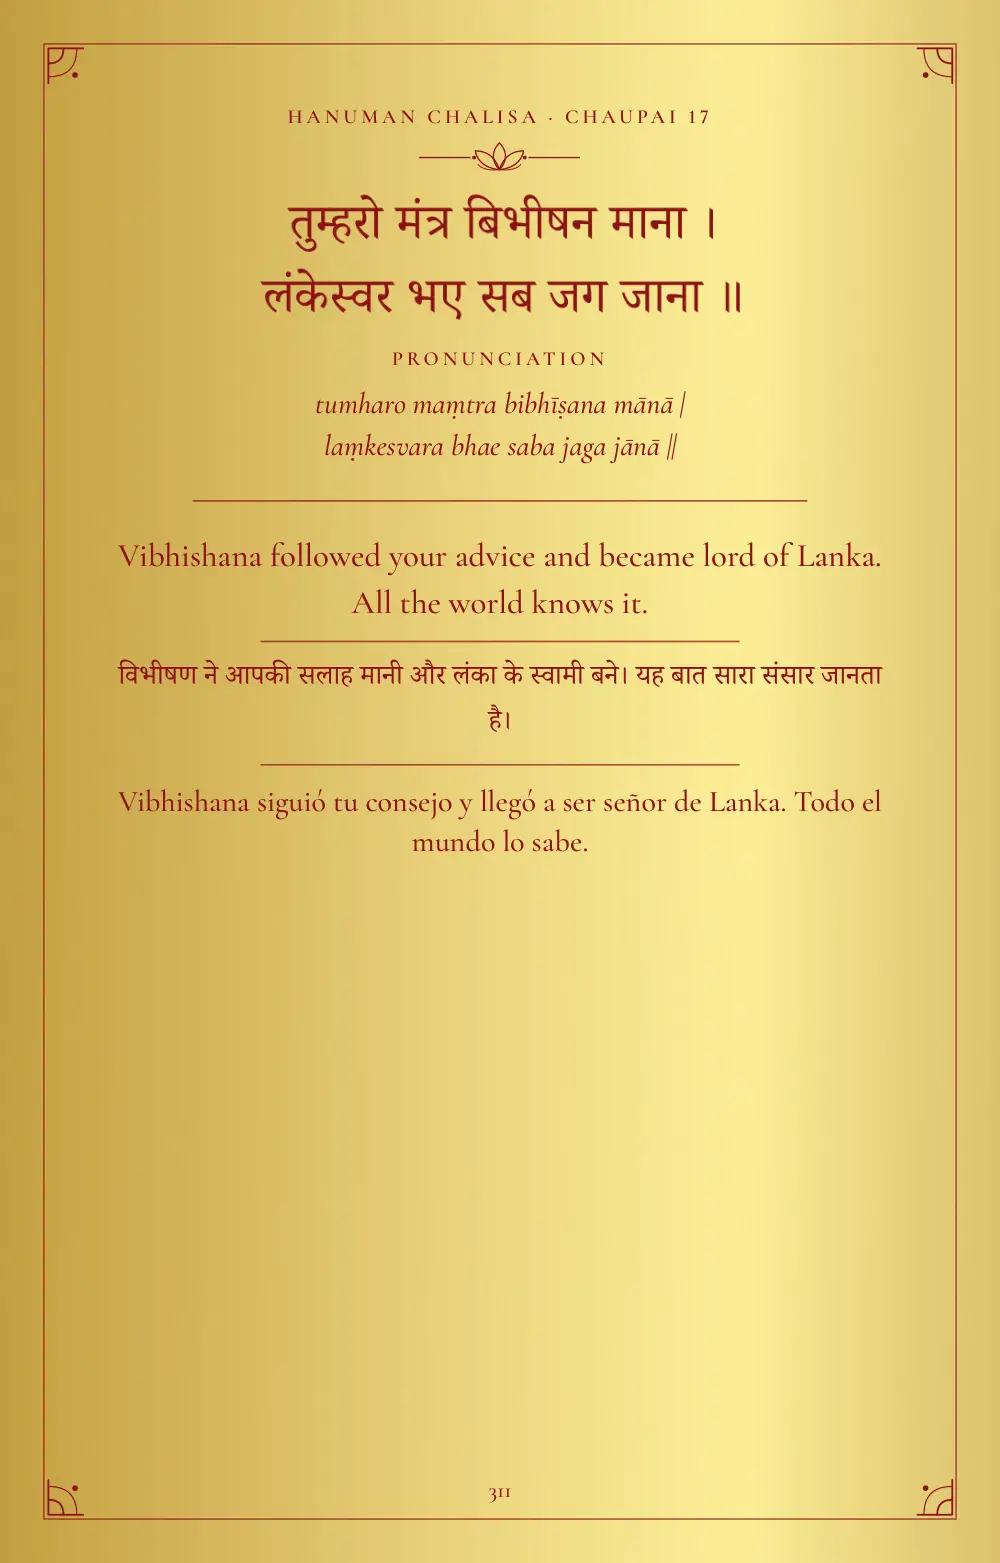 HANUMAN CHALISA · CHAUPAI 17
तुम्हरो मंत्र बिभीषन माना ।
लंकेस्वर भए सब जग जाना ॥
PRONUNCIATION
tumharo maṃtra bibhīṣana mānā |
laṃkesvara bhae saba jaga jānā ||
Vibhishana followed your advice and became lord of Lanka.
All the world knows it.
विभीषण ने आपकी सलाह मानी और लंका के स्वामी बने। यह बात सारा संसार जानता
है।
Vibhishana siguió tu consejo y llegó a ser señor de Lanka. Todo el
mundo lo sabe.
311